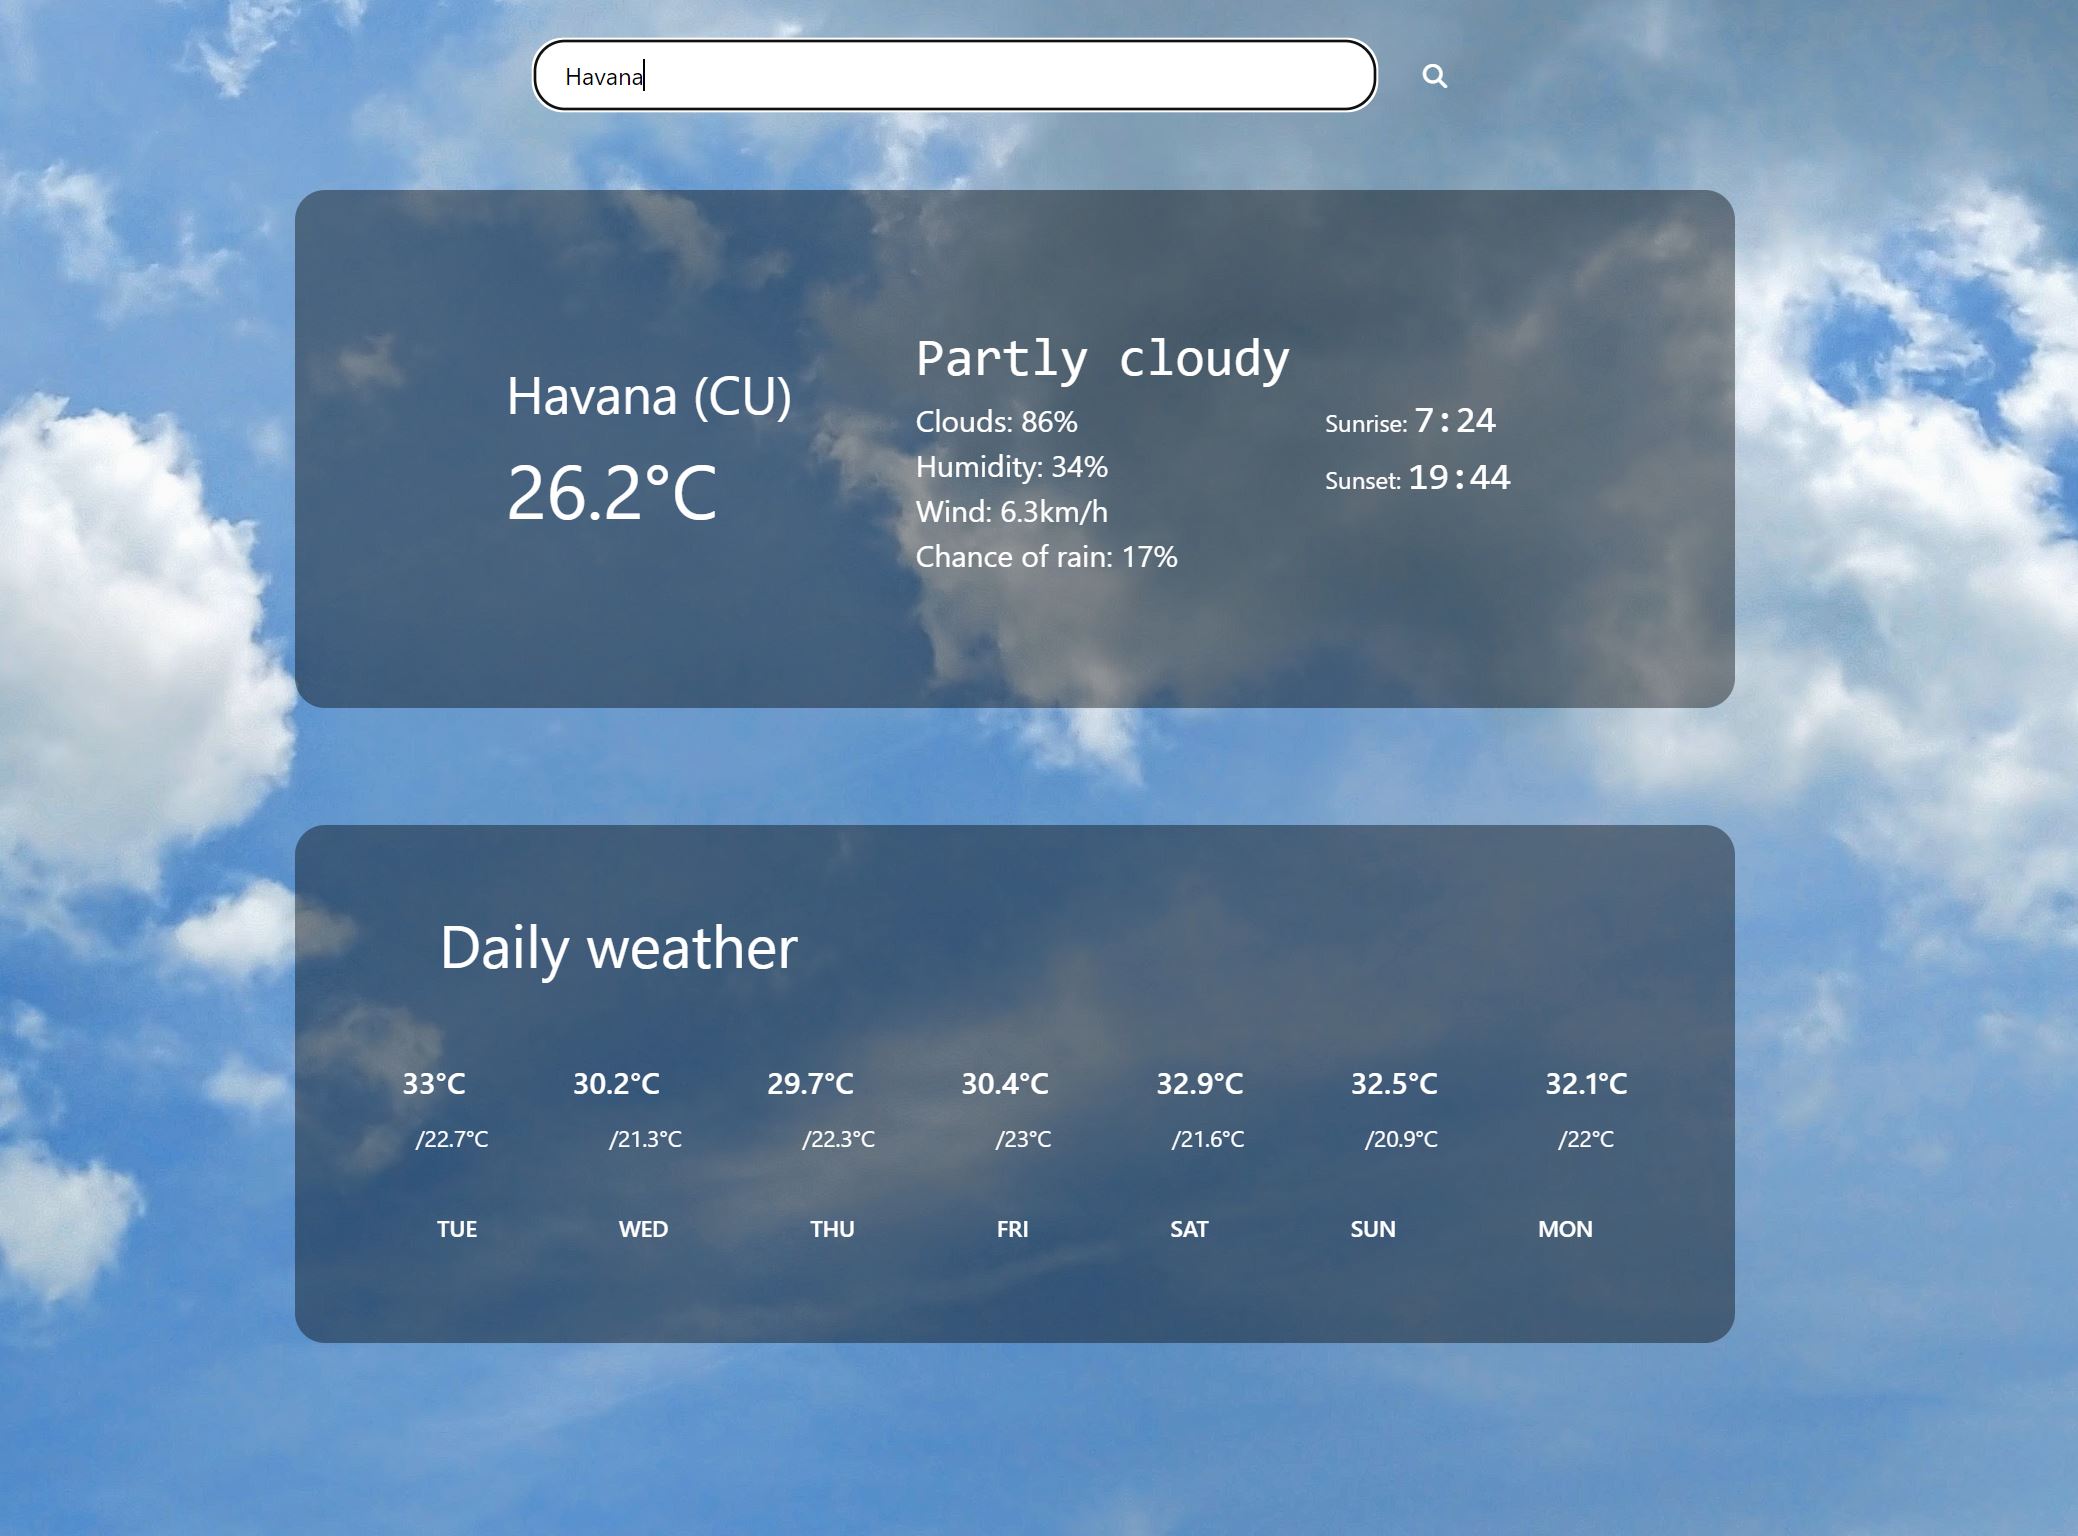 Havana
Havana (CU)
26.2°C
Partly cloudy
Clouds: 86%
Humidity: 34%
Wind: 6.3km/h
Chance of rain: 17%
Sunrise: 7:24
Sunset: 19:44
Daily weather
33°C 30.2°C 29.7°C 30.4°C 32.9°C 32.5°C 32.1°C
/22.7°C /21.3°C /22.3°C /23°C /21.6°C /20.9°C /22°C
TUE WED THU FRI SAT SUN MON